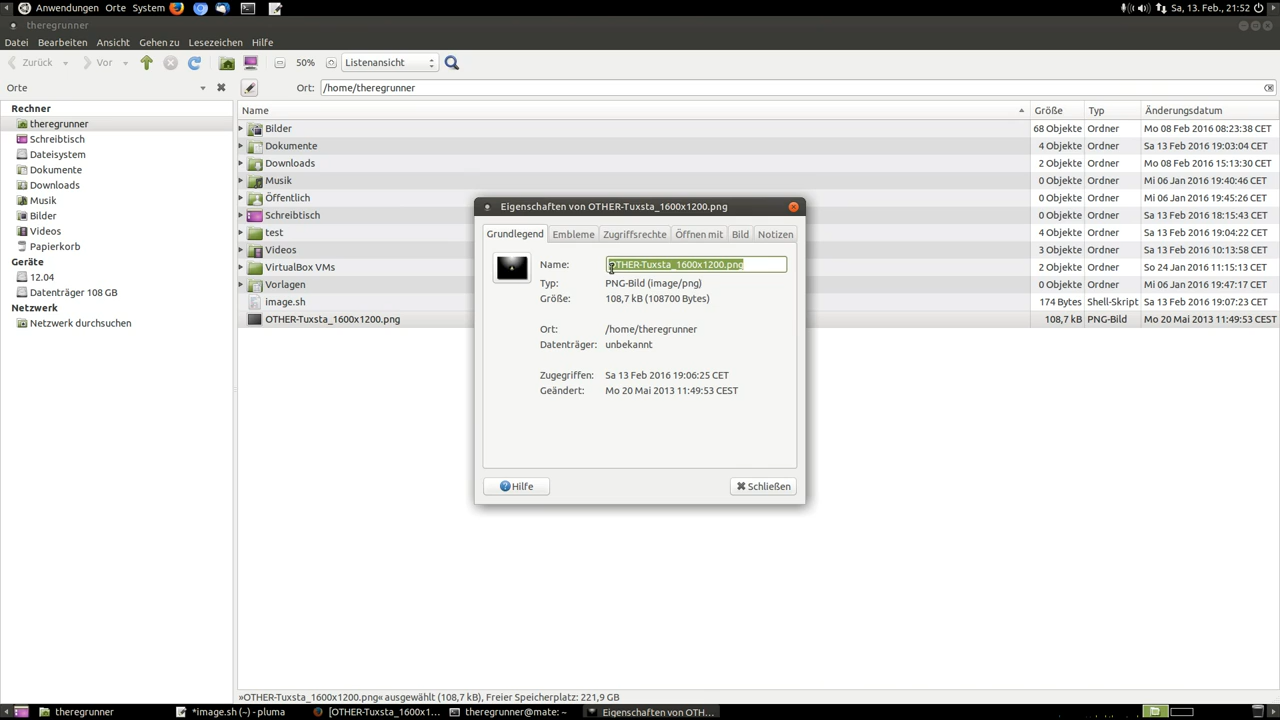 Anwendungen Orte System Sa, 13. Feb., 21:52
theregrunner
Datei Bearbeiten Ansicht Gehen zu Lesezeichen Hilfe
Zurück Vor 50% Listenansicht
Orte Ort: /home/theregrunner
Rechner Name Größe Typ Änderungsdatum
theregrunner Bilder 68 Objekte Ordner Mo 08 Feb 2016 08:23:38 CET
Schreibtisch Dokumente 4 Objekte Ordner Sa 13 Feb 2016 19:03:04 CET
Dateisystem Downloads 2 Objekte Ordner Mo 08 Feb 2016 15:13:30 CET
Dokumente Musik 0 Objekte Ordner Mi 06 Jan 2016 19:40:46 CET
Downloads Öffentlich 0 Objekte Ordner Mi 06 Jan 2016 19:45:26 CET
Musik Schreibtisch 0 Objekte Ordner Sa 13 Feb 2016 18:15:43 CET
Bilder test 4 Objekte Ordner Sa 13 Feb 2016 19:04:22 CET
Videos Videos 3 Objekte Ordner Sa 13 Feb 2016 10:13:58 CET
Papierkorb VirtualBox VMs 2 Objekte Ordner So 24 Jan 2016 11:15:13 CET
Geräte Vorlagen 0 Objekte Ordner Mi 06 Jan 2016 19:47:17 CET
12.04 image.sh 174 Bytes Shell-Skript Sa 13 Feb 2016 19:07:23 CET
Datenträger 108 GB OTHER-Tuxsta_1600x1200.png 108,7 kB PNG-Bild Mo 20 Mai 2013 11:49:53 CEST
Netzwerk
Netzwerk durchsuchen
Eigenschaften von OTHER-Tuxsta_1600x1200.png
Grundlegend Embleme Zugriffsrechte Öffnen mit Bild Notizen
Name: OTHER-Tuxsta_1600x1200.png
Typ: PNG-Bild (image/png)
Größe: 108,7 kB (108700 Bytes)
Ort: /home/theregrunner
Datenträger: unbekannt
Zugegriffen: Sa 13 Feb 2016 19:06:25 CET
Geändert: Mo 20 Mai 2013 11:49:53 CEST
Hilfe Schließen
»OTHER-Tuxsta_1600x1200.png« ausgewählt (108,7 kB), Freier Speicherplatz: 221,9 GB
theregrunner *image.sh (~) - pluma [OTHER-Tuxsta_1600x1... theregrunner@mate: ~ Eigenschaften von OTH...